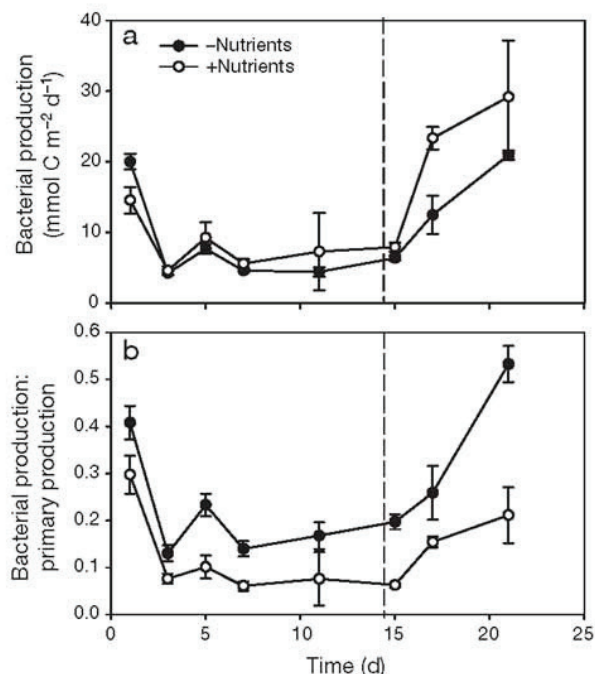 a
–Nutrients
+Nutrients
Bacterial production
(mmol C m⁻² d⁻¹)
40
30
20
10
0
b
Bacterial production:
primary production
0.6
0.5
0.4
0.3
0.2
0.1
0.0
0 5 10 15 20 25
Time (d)